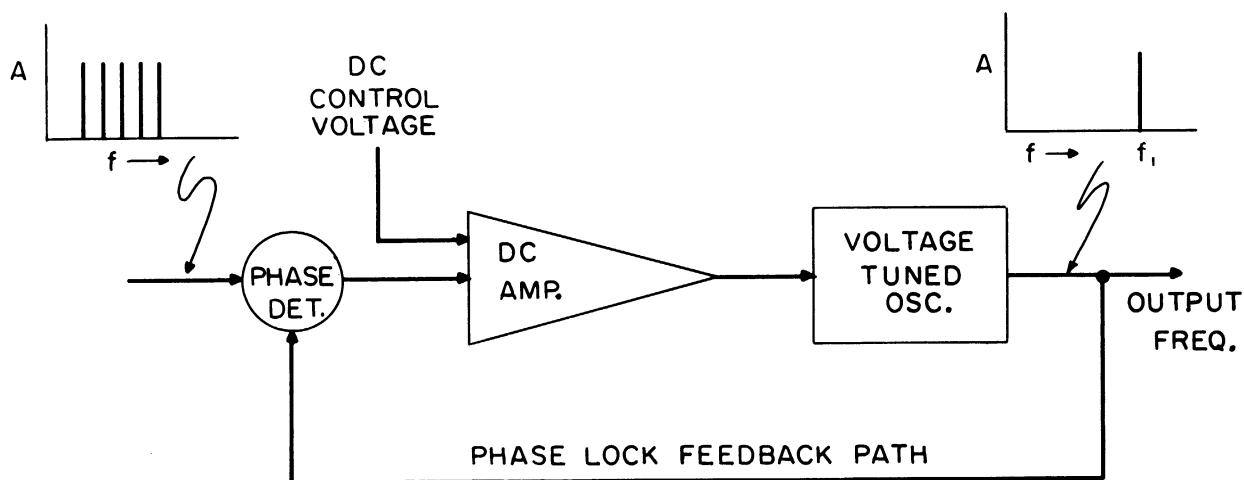 A
f
DC
CONTROL
VOLTAGE
A
f
f₁
PHASE
DET.
DC
AMP.
VOLTAGE
TUNED
OSC.
OUTPUT
FREQ.
PHASE LOCK FEEDBACK PATH